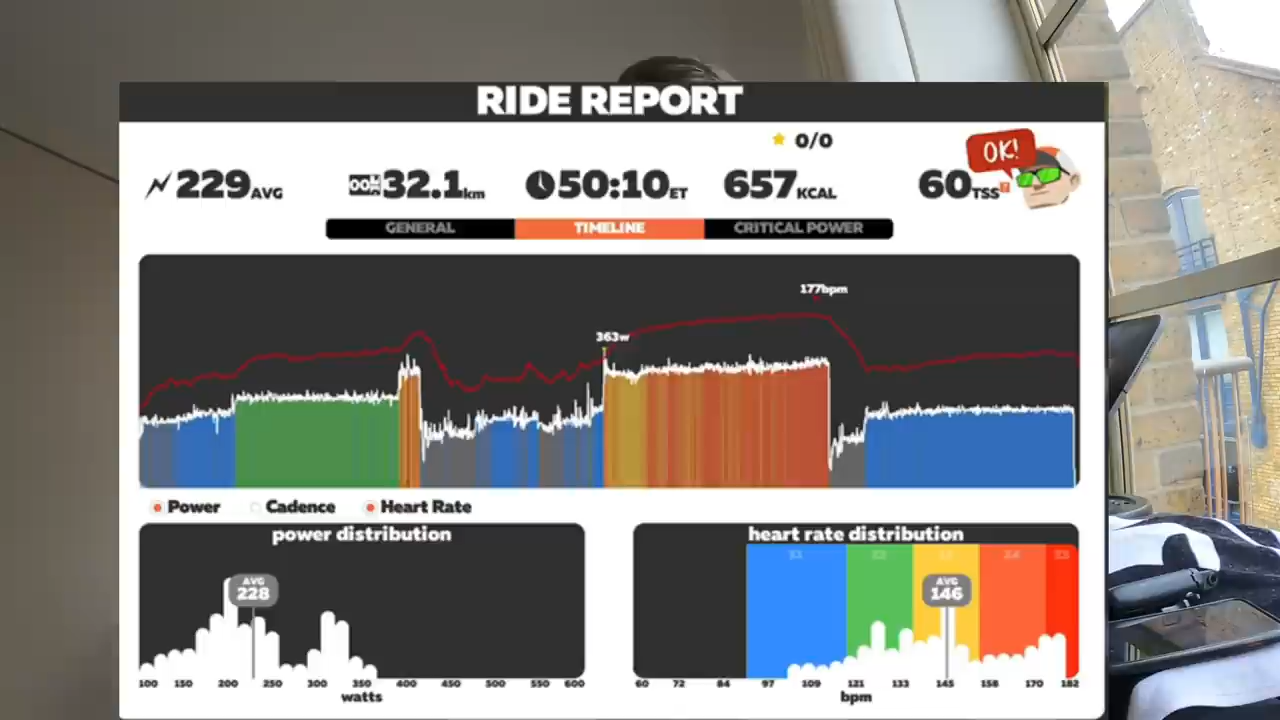 RIDE REPORT
0/0
OK!
229AVG 32.1km 50:10ET 657KCAL 60TSS
GENERAL TIMELINE CRITICAL POWER
177bpm
363w
Power Cadence Heart Rate
power distribution
AVG
228
100 150 200 250 300 350 400 450 500 550 600
watts
heart rate distribution
AVG
146
60 72 84 97 109 121 133 145 158 170 182
bpm